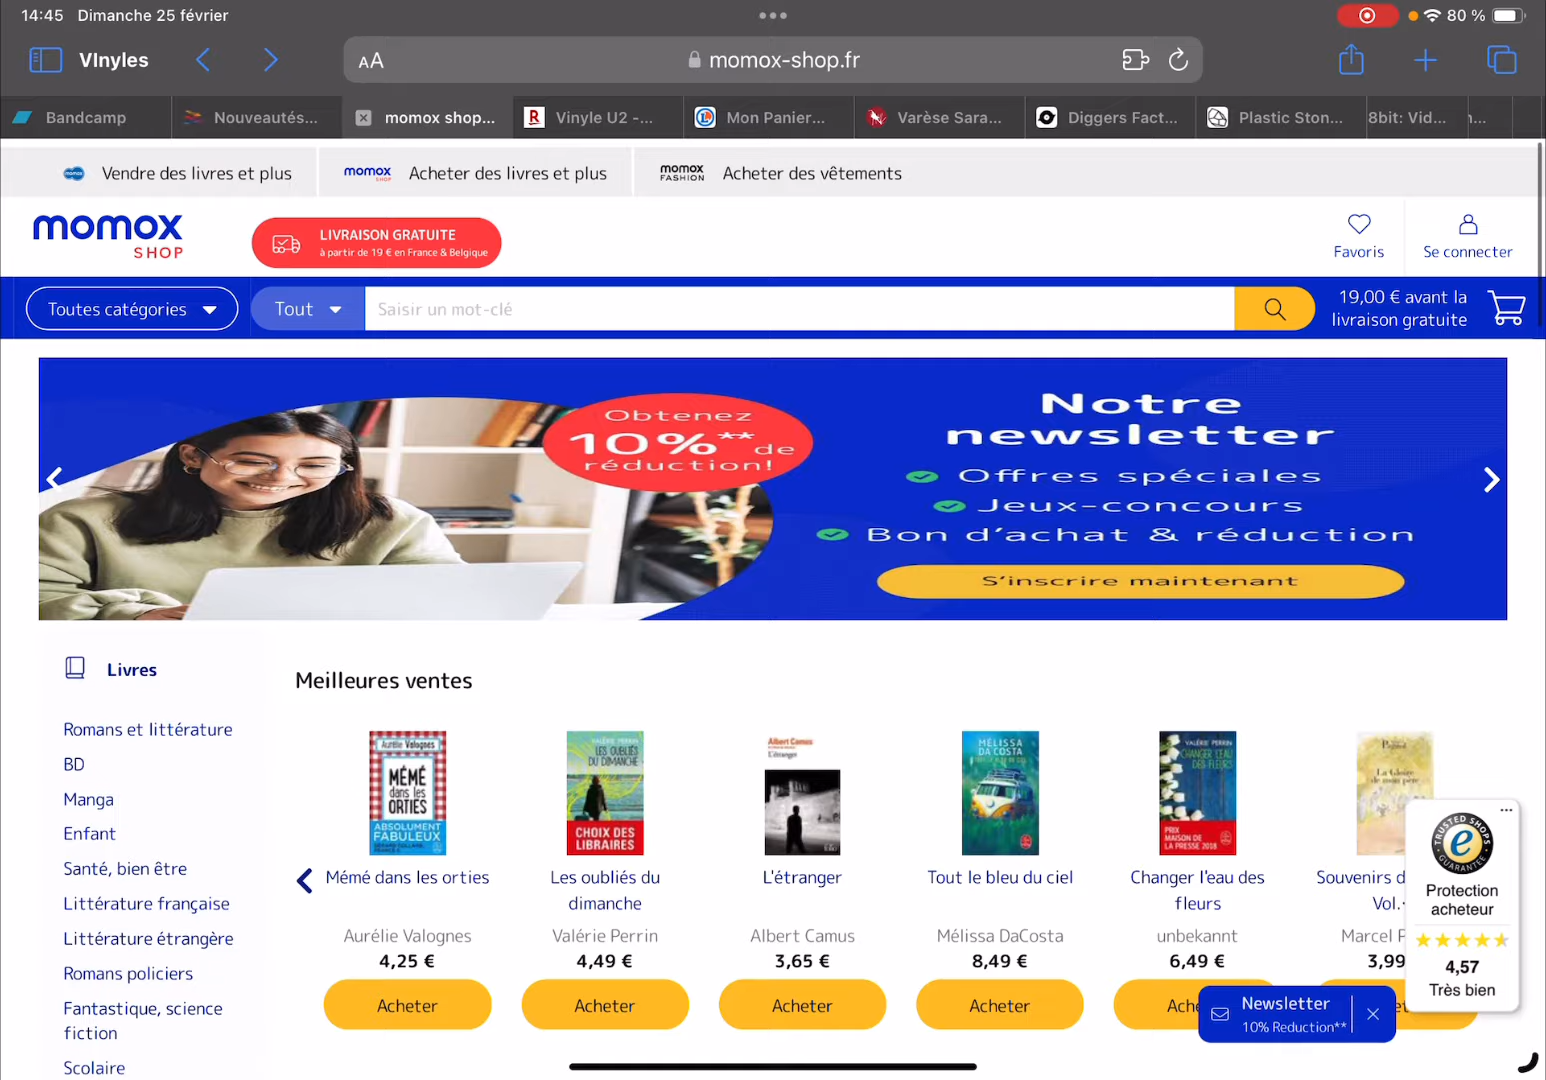 14:45 Dimanche 25 février
80 %
VInyles
AA
momox-shop.fr
Bandcamp
Nouveautés...
momox shop...
R
Vinyle U2 -...
Mon Panier...
Varèse Sara...
Diggers Fact...
Plastic Ston...
8bit: Vid...
momox
Vendre des livres et plus
momox
SHOP
Acheter des livres et plus
momox
FASHION
Acheter des vêtements
momox
SHOP
LIVRAISON GRATUITE
à partir de 19 € en France & Belgique
Favoris
Se connecter
Toutes catégories
Tout
Saisir un mot-clé
19,00 € avant la
livraison gratuite
Obtenez
10%** de
réduction!
Notre
newsletter
Offres spéciales
Jeux-concours
Bon d'achat & réduction
S'inscrire maintenant
Livres
Romans et littérature
BD
Manga
Enfant
Santé, bien être
Littérature française
Littérature étrangère
Romans policiers
Fantastique, science
fiction
Scolaire
Meilleures ventes
Aurélie Valognes
MÉMÉ
dans les
ORTIES
ABSOLUMENT
FABULEUX
Mémé dans les orties
Aurélie Valognes
4,25 €
Acheter
VALÉRIE PERRIN
LES OUBLIÉS
DU DIMANCHE
CHOIX DES
LIBRAIRES
Les oubliés du
dimanche
Valérie Perrin
4,49 €
Acheter
Albert Camus
L'étranger
L'étranger
Albert Camus
3,65 €
Acheter
MELISSA
DA COSTA
Tout le bleu du ciel
Mélissa DaCosta
8,49 €
Acheter
VALÉRIE PERRIN
CHANGER L'EAU
DES FLEURS
PRIX
MAISON DE
LA PRESSE 2018
Changer l'eau des
fleurs
unbekannt
6,49 €
Ach
Pagnol
La Gloire
de mon père
Souvenirs d
Vol.
Marcel P
3,99
et
TRUSTED SHOPS
e
GUARANTEE
Protection
acheteur
4,57
Très bien
Newsletter
10% Reduction**